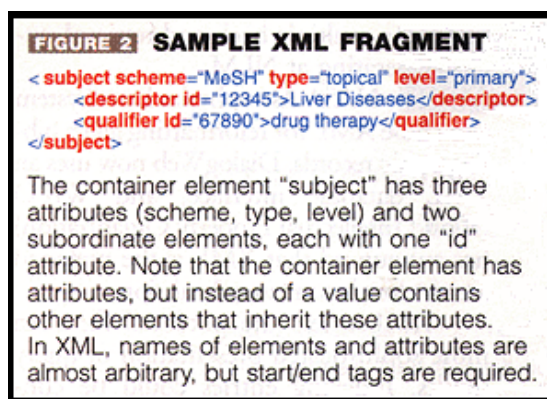 FIGURE 2 SAMPLE XML FRAGMENT
< subject scheme="MeSH" type="topical" level="primary">
<descriptor id="12345">Liver Diseases</descriptor>
<qualifier id="67890">drug therapy</qualifier>
</subject>
The container element "subject" has three
attributes (scheme, type, level) and two
subordinate elements, each with one "id"
attribute. Note that the container element has
attributes, but instead of a value contains
other elements that inherit these attributes.
In XML, names of elements and attributes are
almost arbitrary, but start/end tags are required.